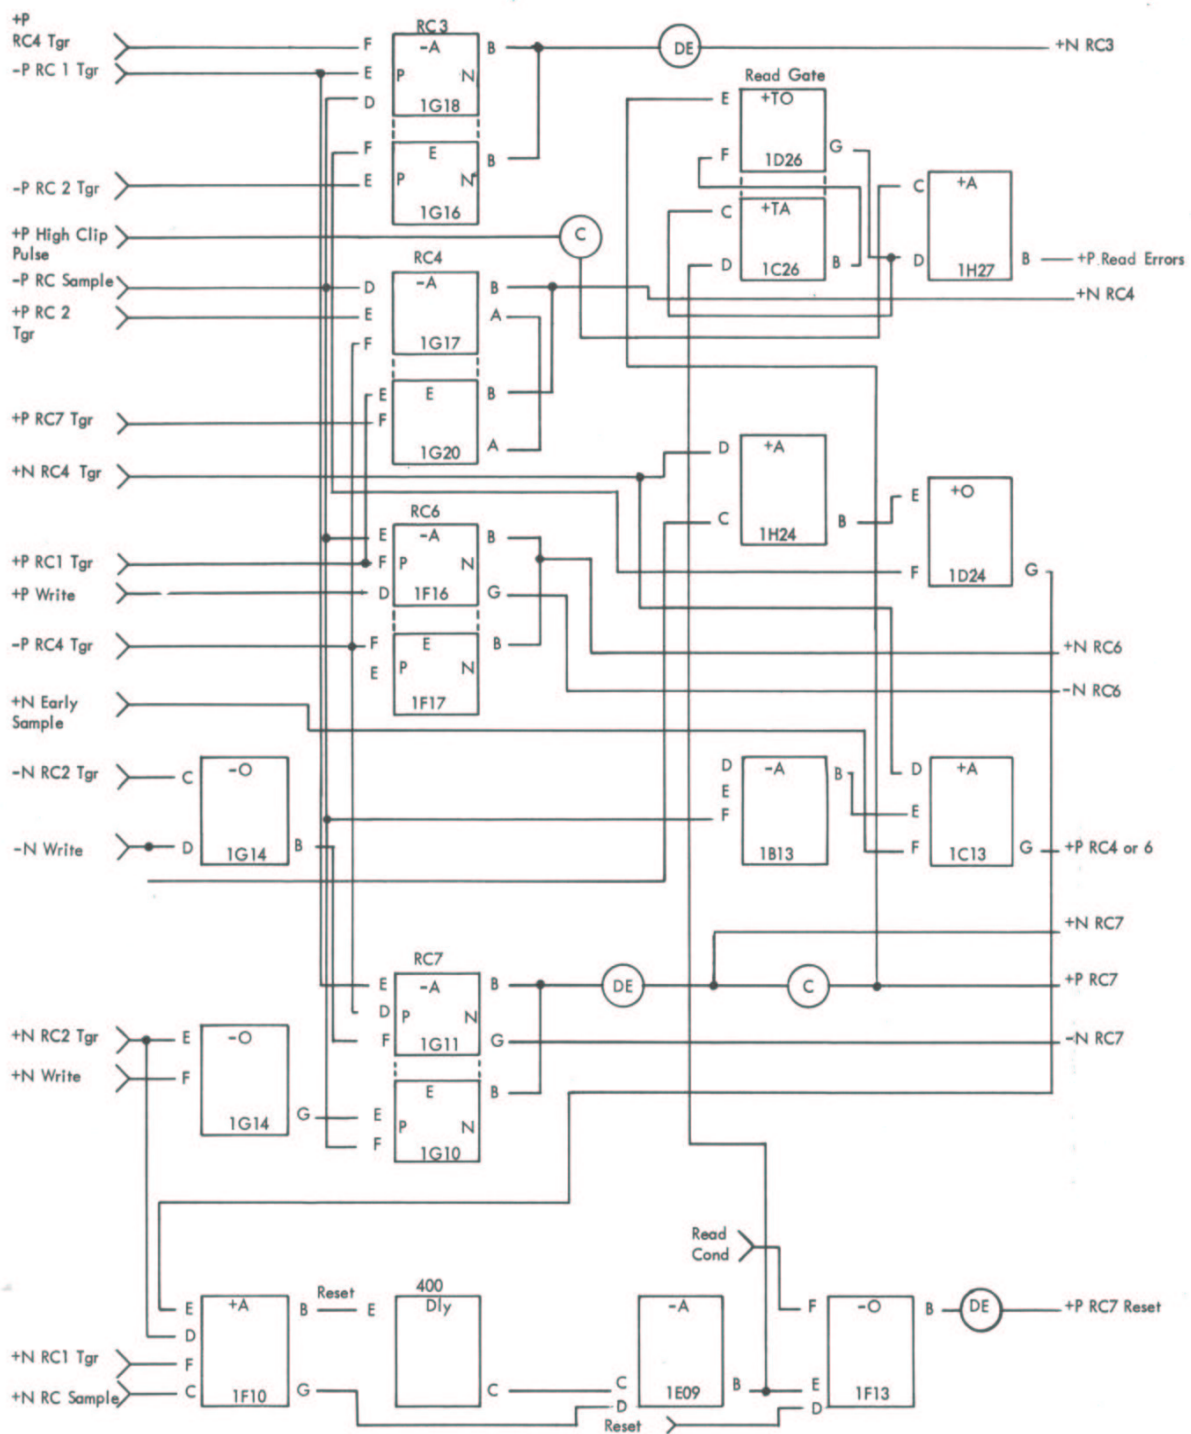 +P
RC4 Tgr
-P RC 1 Tgr
F
E
D
RC3
-A
P N
1G18
B
DE
+N RC3
F
E
E
P N
1G16
B
-P RC 2 Tgr
Read Gate
E
+TO
1D26
F
G
C
+TA
1C26
D
B
C
+A
D
1H27
B
+P Read Errors
+P High Clip
Pulse
C
-P RC Sample
+P RC 2
Tgr
RC4
D
E
F
-A
1G17
B
A
+N RC4
E
F
E
1G20
B
A
+P RC7 Tgr
+N RC4 Tgr
D
C
+A
1H24
B
E
F
+O
1D24
G
RC6
E
F
D
-A
P N
1F16
B
G
+P RC1 Tgr
+P Write
-P RC4 Tgr
F
E
E
P N
1F17
B
+N RC6
-N RC6
+N Early
Sample
-N RC2 Tgr
C
-O
-N Write
D
1G14
B
D
E
F
-A
1B13
B
D
E
F
+A
1C13
G
+P RC4 or 6
+N RC7
RC7
E
D
F
-A
P N
1G11
B
G
DE
C
+P RC7
-N RC7
+N RC2 Tgr
+N Write
E
F
-O
1G14
G
E
F
E
P N
1G10
B
Read
Cond
E
D
F
C
+A
1F10
B
G
Reset
E
400
Dly
C
C
D
-A
1E09
B
F
E
D
-O
1F13
B
DE
+P RC7 Reset
+N RC1 Tgr
+N RC Sample
Reset